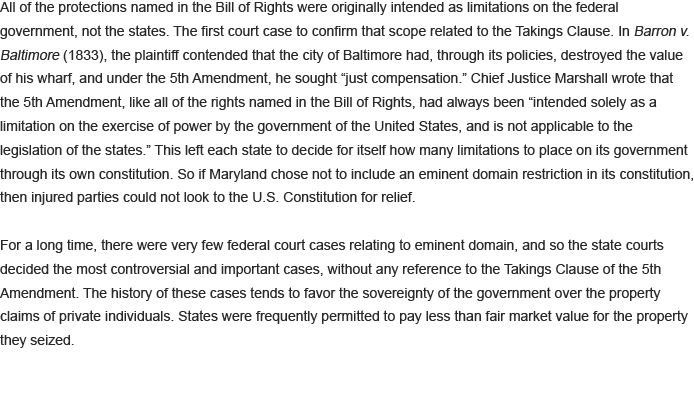 All of the protections named in the Bill of Rights were originally intended as limitations on the federal
government, not the states. The first court case to confirm that scope related to the Takings Clause. In Barron v.
Baltimore (1833), the plaintiff contended that the city of Baltimore had, through its policies, destroyed the value
of his wharf, and under the 5th Amendment, he sought “just compensation.” Chief Justice Marshall wrote that
the 5th Amendment, like all of the rights named in the Bill of Rights, had always been “intended solely as a
limitation on the exercise of power by the government of the United States, and is not applicable to the
legislation of the states.” This left each state to decide for itself how many limitations to place on its government
through its own constitution. So if Maryland chose not to include an eminent domain restriction in its constitution,
then injured parties could not look to the U.S. Constitution for relief.
For a long time, there were very few federal court cases relating to eminent domain, and so the state courts
decided the most controversial and important cases, without any reference to the Takings Clause of the 5th
Amendment. The history of these cases tends to favor the sovereignty of the government over the property
claims of private individuals. States were frequently permitted to pay less than fair market value for the property
they seized.